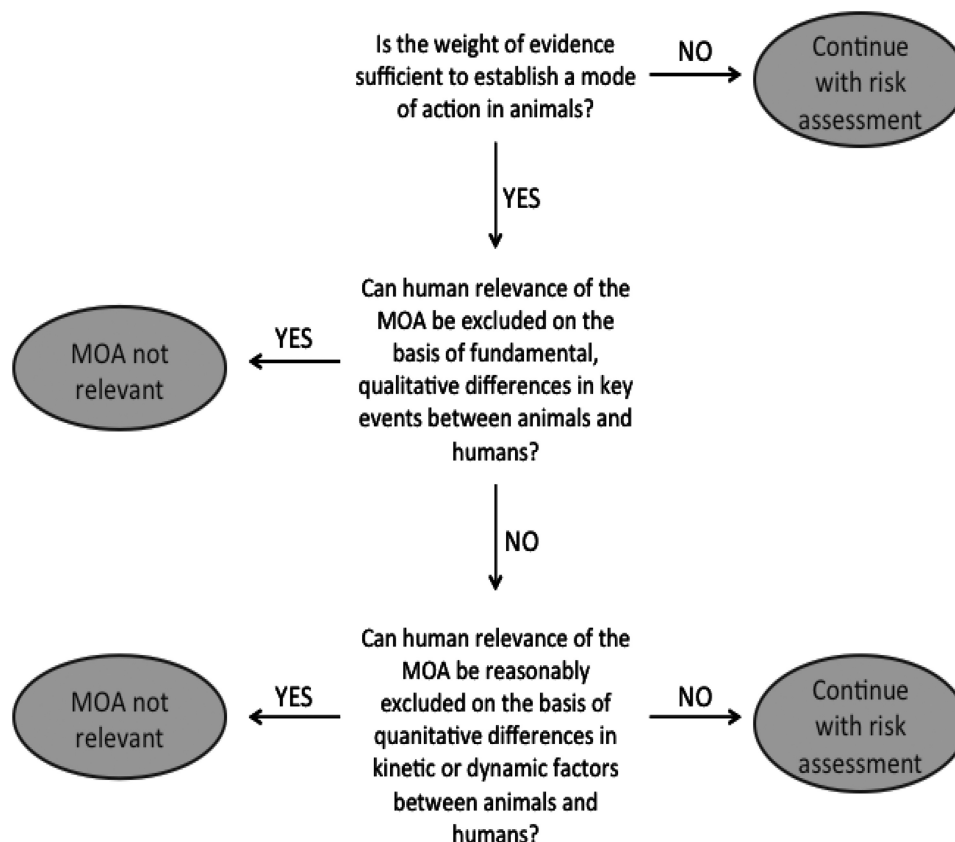 Is the weight of evidence
sufficient to establish a mode
of action in animals?
NO
Continue
with risk
assessment
YES
Can human relevance of the
MOA be excluded on the
basis of fundamental,
qualitative differences in key
events between animals and
humans?
YES
MOA not
relevant
NO
Can human relevance of the
MOA be reasonably
excluded on the basis of
quanitative differences in
kinetic or dynamic factors
between animals and
humans?
YES
MOA not
relevant
NO
Continue
with risk
assessment